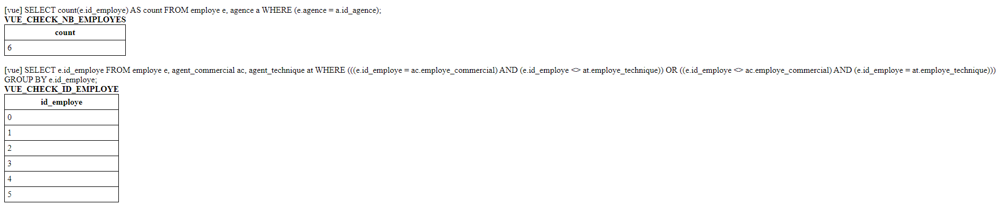 [vue] SELECT count(e.id_employe) AS count FROM employe e, agence a WHERE (e.agence = a.id_agence);
VUE_CHECK_NB_EMPLOYES
count
6
[vue] SELECT e.id_employe FROM employe e, agent_commercial ac, agent_technique at WHERE (((e.id_employe = ac.employe_commercial) AND (e.id_employe <> at.employe_technique)) OR ((e.id_employe <> ac.employe_commercial) AND (e.id_employe = at.employe_technique)))
GROUP BY e.id_employe;
VUE_CHECK_ID_EMPLOYE
id_employe
0
1
2
3
4
5